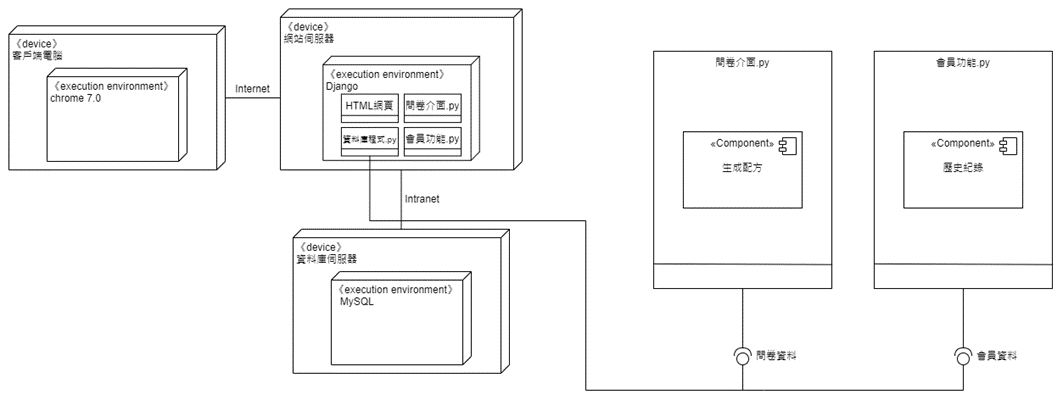 《device》
客戶端電腦
《execution environment》
chrome 7.0
Internet
《device》
網站伺服器
《execution environment》
Django
HTML網頁
問卷介面.py
資料庫程式.py
會員功能.py
Intranet
《device》
資料庫伺服器
《execution environment》
MySQL
問卷介面.py
«Component»
生成配方
問卷資料
會員功能.py
«Component»
歷史紀錄
會員資料